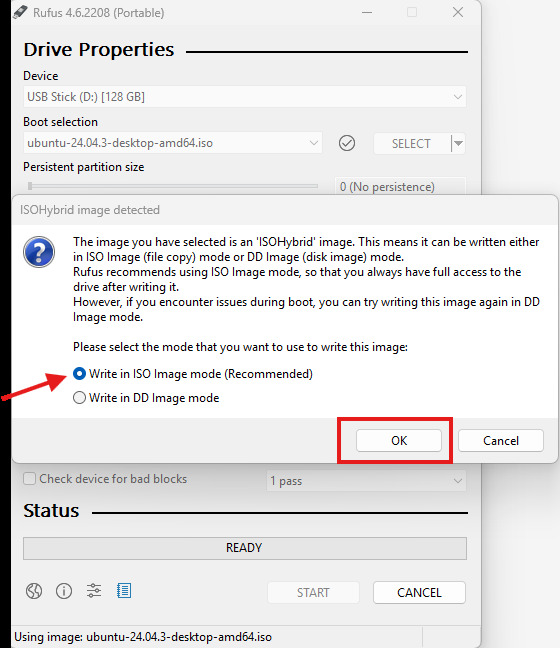 Rufus 4.6.2208 (Portable)
Drive Properties
Device
USB Stick (D:) [128 GB]
Boot selection
ubuntu-24.04.3-desktop-amd64.iso
SELECT
Persistent partition size
0 (No persistence)
ISOHybrid image detected
The image you have selected is an 'ISOHybrid' image. This means it can be written either
in ISO Image (file copy) mode or DD Image (disk image) mode.
Rufus recommends using ISO Image mode, so that you always have full access to the
drive after writing it.
However, if you encounter issues during boot, you can try writing this image again in DD
Image mode.
Please select the mode that you want to use to write this image:
Write in ISO Image mode (Recommended)
Write in DD Image mode
OK
Cancel
Check device for bad blocks
1 pass
Status
READY
START
CANCEL
Using image: ubuntu-24.04.3-desktop-amd64.iso